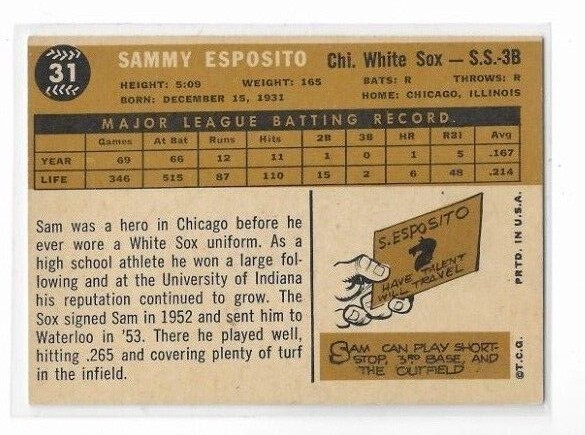 31
SAMMY ESPOSITO Chi. White Sox — S.S.-3B
HEIGHT: 5:09 WEIGHT: 165 BATS: R THROWS: R
BORN: DECEMBER 15, 1931 HOME: CHICAGO, ILLINOIS
MAJOR LEAGUE BATTING RECORD.
Games At Bat Runs Hits 2B 3B HR RBI Avg
YEAR 69 66 12 11 1 0 1 5 .167
LIFE 346 515 87 110 15 2 6 48 .214
Sam was a hero in Chicago before he
ever wore a White Sox uniform. As a
high school athlete he won a large fol-
lowing and at the University of Indiana
his reputation continued to grow. The
Sox signed Sam in 1952 and sent him to
Waterloo in '53. There he played well,
hitting .265 and covering plenty of turf
in the infield.
S. ESPOSITO
HAVE TALENT
WILL TRAVEL
SAM CAN PLAY SHORT-
STOP, 3RD BASE, AND
THE OUTFIELD
©T.C.G. PRTD. IN U.S.A.